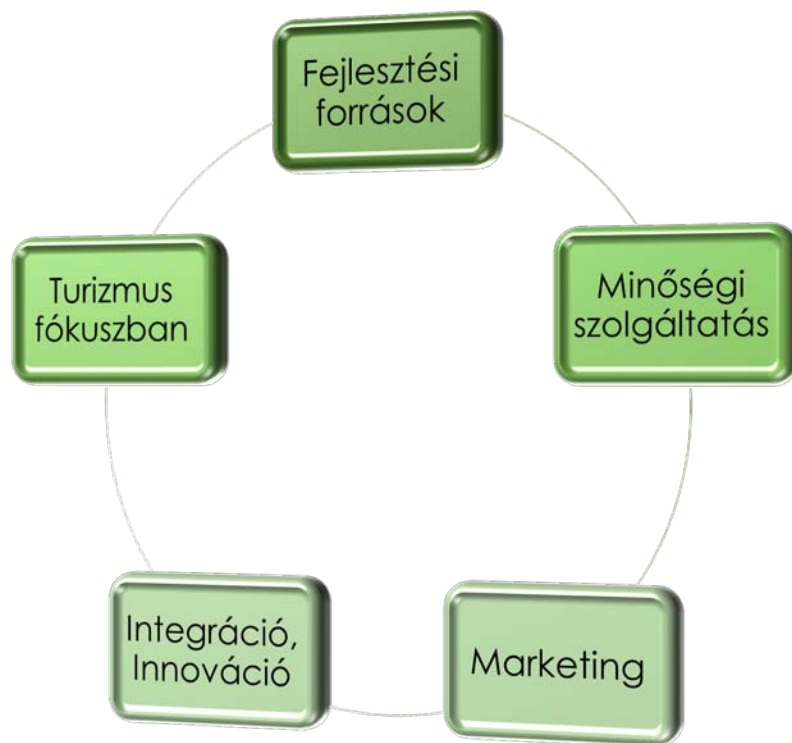 Fejlesztési
források
Minőségi
szolgáltatás
Marketing
Integráció,
Innováció
Turizmus
fókuszban